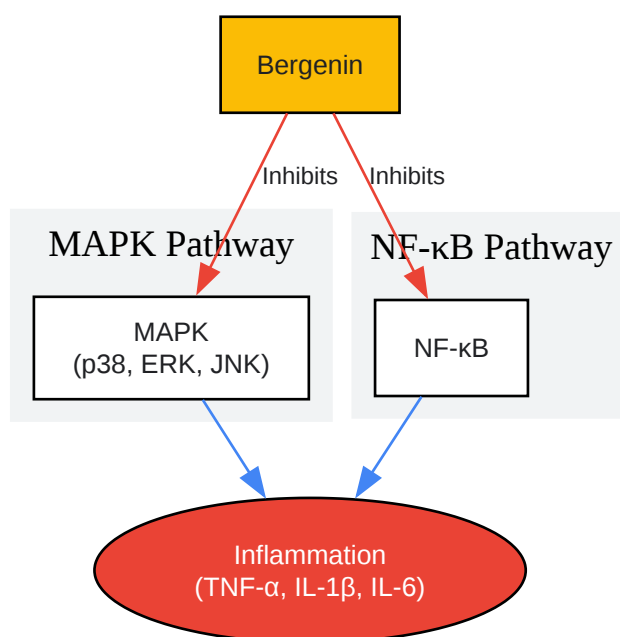 Bergenin
Inhibits
Inhibits
MAPK Pathway
NF-κB Pathway
MAPK
(p38, ERK, JNK)
NF-κB
Inflammation
(TNF-α, IL-1β, IL-6)